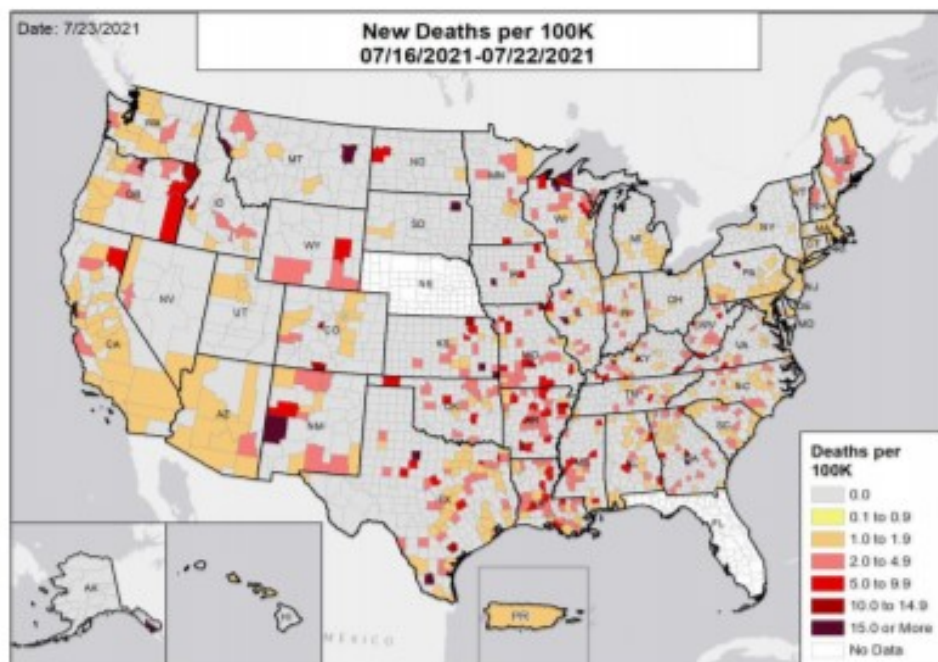 Date: 7/23/2021
New Deaths per 100K
07/16/2021-07/22/2021
WA
MT
ND
MN
ME
OR
ID
SD
WI
VT
NY
MA
CT
WY
MI
NE
IA
PA
NJ
NV
UT
CO
IL
IN
OH
DE
MD
WV
VA
CA
KS
MO
KY
AZ
NM
OK
AR
TN
NC
SC
TX
LA
MS
AL
GA
FL
AK
HI
PR
MEXICO
Deaths per
100K
0.0
0.1 to 0.9
1.0 to 1.9
2.0 to 4.9
5.0 to 9.9
10.0 to 14.9
15.0 or More
No Data